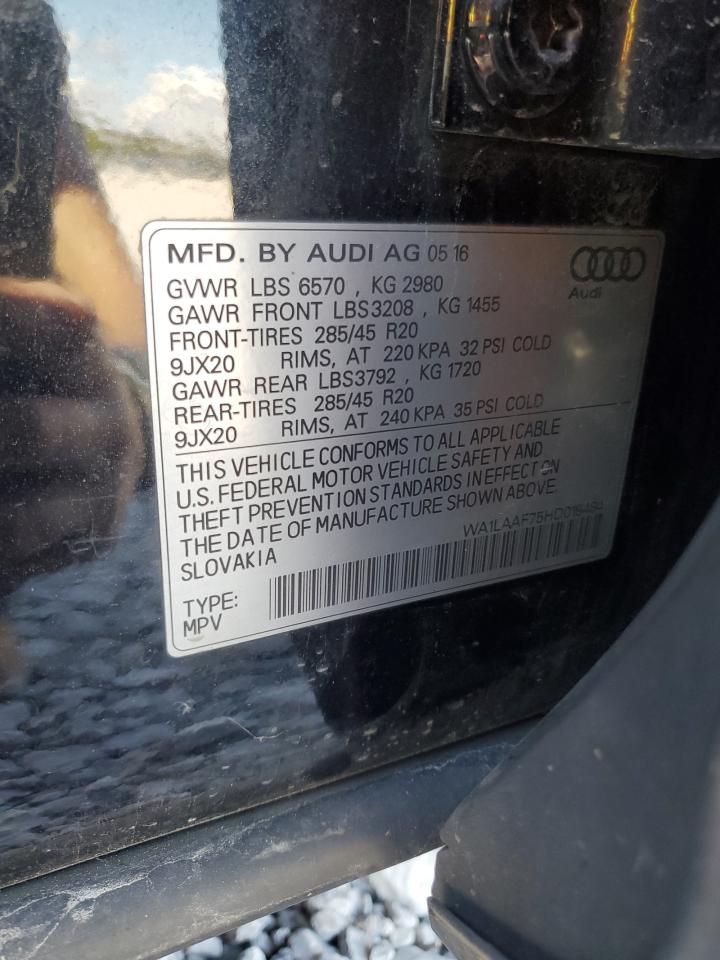 MFD. BY AUDI AG 05 16
Audi
GVWR LBS 6570 , KG 2980
GAWR FRONT LBS3208 , KG 1455
FRONT-TIRES 285/45 R20
9JX20 RIMS, AT 220 KPA 32 PSI COLD
GAWR REAR LBS3792 , KG 1720
REAR-TIRES 285/45 R20
9JX20 RIMS, AT 240 KPA 35 PSI COLD
THIS VEHICLE CONFORMS TO ALL APPLICABLE
U.S. FEDERAL MOTOR VEHICLE SAFETY AND
THEFT PREVENTION STANDARDS IN EFFECT ON
THE DATE OF MANUFACTURE SHOWN ABOVE.
SLOVAKIA
TYPE:
MPV